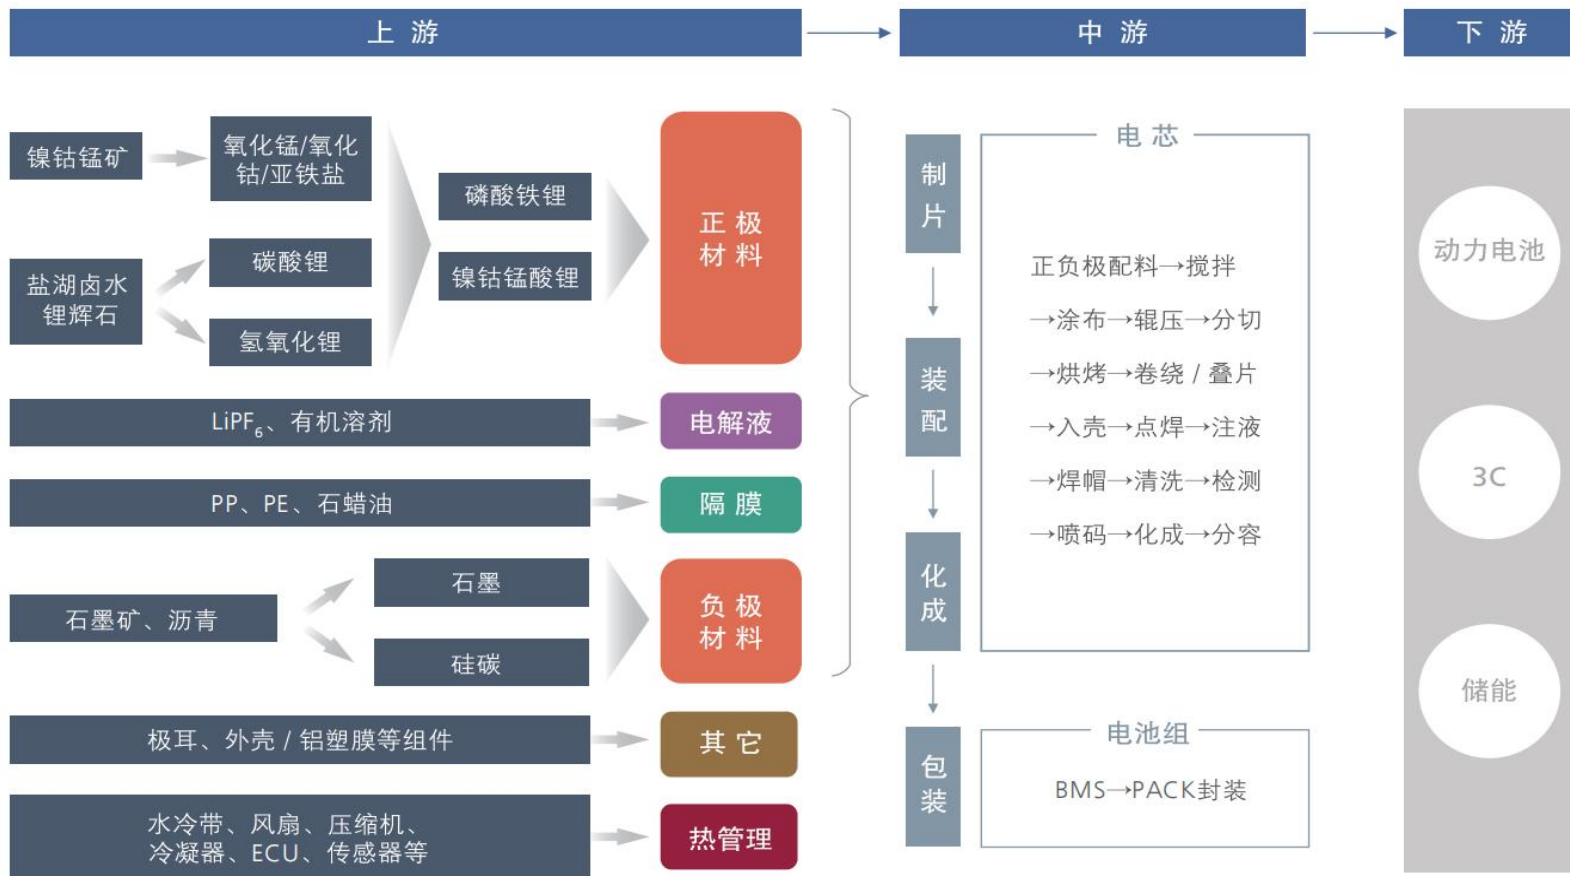 上 游
中 游
下 游
镍钴锰矿
氧化锰/氧化
钴/亚铁盐
盐湖卤水
锂辉石
碳酸锂
氢氧化锂
磷酸铁锂
镍钴锰酸锂
正 极
材 料
LiPF₆、有机溶剂
电解液
PP、PE、石蜡油
隔 膜
石墨矿、沥青
石墨
硅碳
负 极
材 料
极耳、外壳 / 铝塑膜等组件
其 它
水冷带、风扇、压缩机、
冷凝器、ECU、传感器等
热管理
制
片
装
配
化
成
包
装
电 芯
正负极配料→搅拌
→涂布→辊压→分切
→烘烤→卷绕 / 叠片
→入壳→点焊→注液
→焊帽→清洗→检测
→喷码→化成→分容
电池组
BMS→PACK封装
动力电池
3C
储能